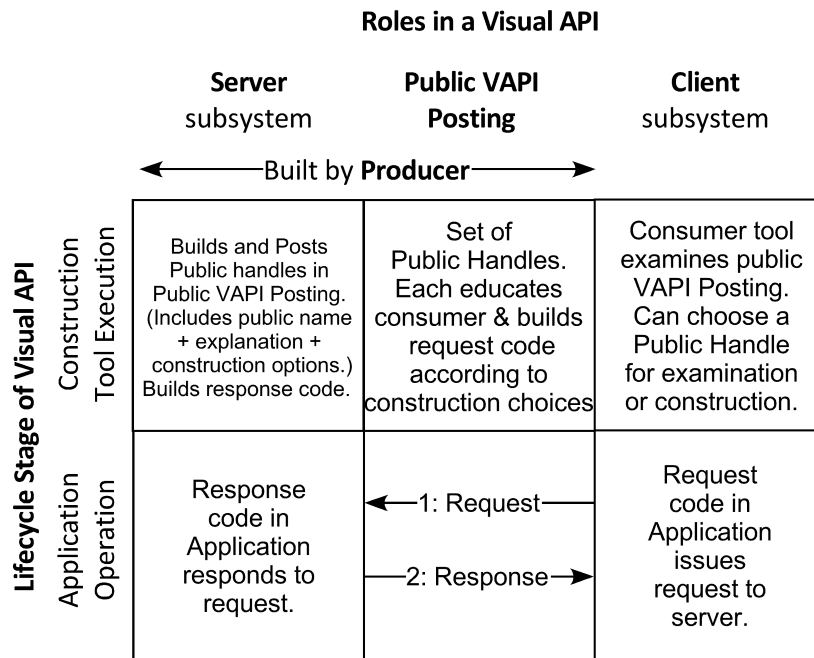 Roles in a Visual API
Server
subsystem
Public VAPI
Posting
Client
subsystem
Built by Producer
Lifecycle Stage of Visual API
Construction
Tool Execution
Builds and Posts
Public handles in
Public VAPI Posting.
(Includes public name
+ explanation +
construction options.)
Builds response code.
Set of
Public Handles.
Each educates
consumer & builds
request code
according to
construction choices
Consumer tool
examines public
VAPI Posting.
Can choose a
Public Handle
for examination
or construction.
Application
Operation
Response
code in
Application
responds to
request.
1: Request
2: Response
Request
code in
Application
issues
request to
server.